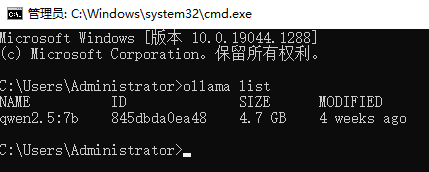 管理员: C:\Windows\system32\cmd.exe
Microsoft Windows [版本 10.0.19044.1288]
(c) Microsoft Corporation。保留所有权利。
C:\Users\Administrator>ollama list
NAME ID SIZE MODIFIED
qwen2.5:7b 845dbda0ea48 4.7 GB 4 weeks ago
C:\Users\Administrator>